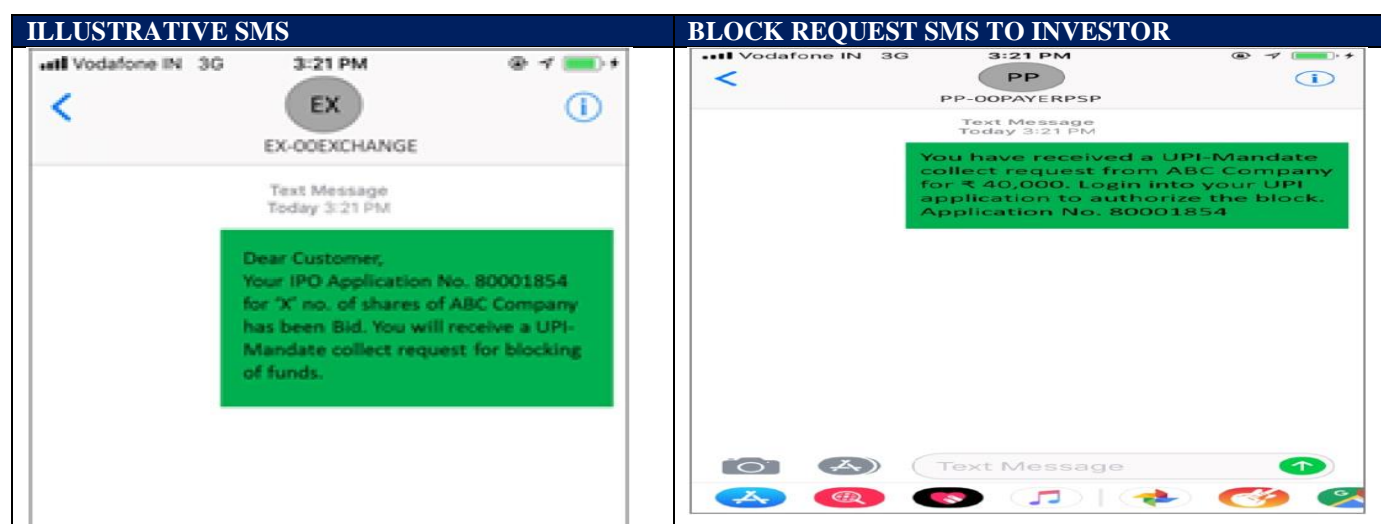 ILLUSTRATIVE SMS
Vodafone IN 3G 3:21 PM
EX
EX-OOEXCHANGE
Text Message
Today 3:21 PM
Dear Customer,
Your IPO Application No. 80001854
for 'X' no. of shares of ABC Company
has been Bid. You will receive a UPI-
Mandate collect request for blocking
of funds.
BLOCK REQUEST SMS TO INVESTOR
Vodafone IN 3G 3:21 PM
PP
PP-OOPAYERPSP
Text Message
Today 3:21 PM
You have received a UPI-Mandate
collect request from ABC Company
for ₹ 40,000. Login into your UPI
application to authorize the block.
Application No. 80001854
Text Message